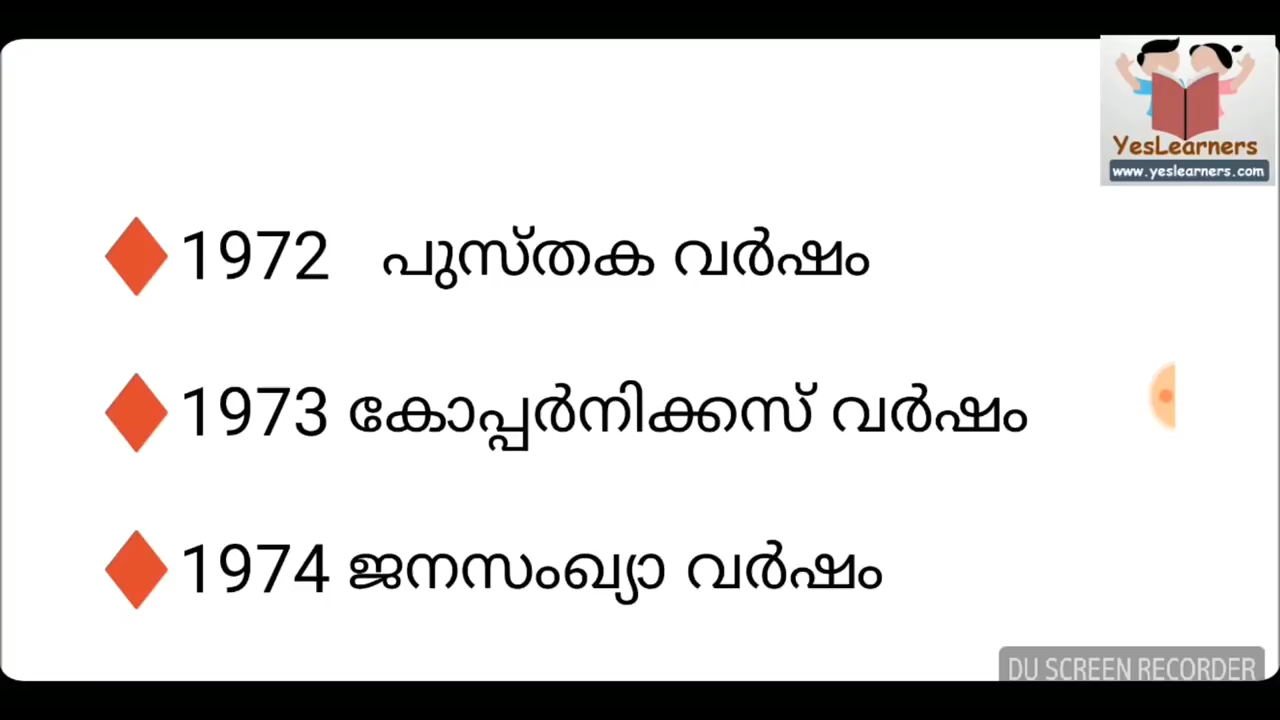 YesLearners
www.yeslearners.com
1972 പുസ്തക വർഷം
1973 കോപ്പർനിക്കസ് വർഷം
1974 ജനസംഖ്യാ വർഷം
DU SCREEN RECORDER